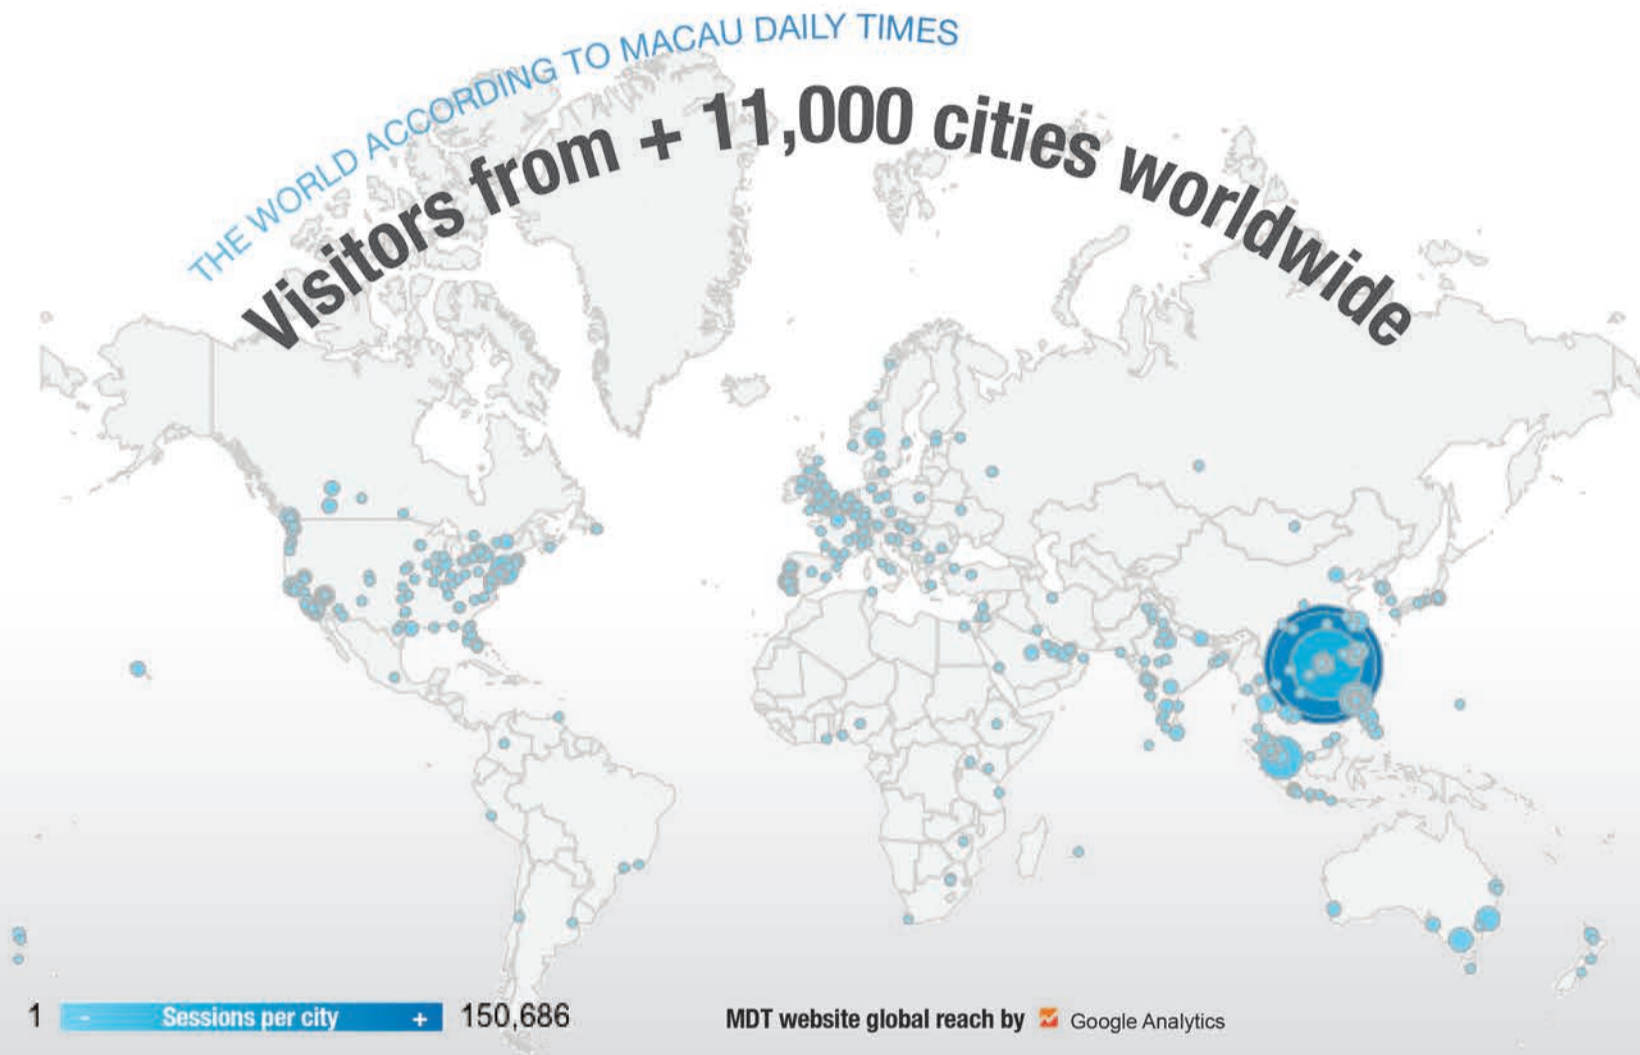 THE WORLD ACCORDING TO MACAU DAILY TIMES
Visitors from + 11,000 cities worldwide
1 - Sessions per city + 150,686
MDT website global reach by Google Analytics